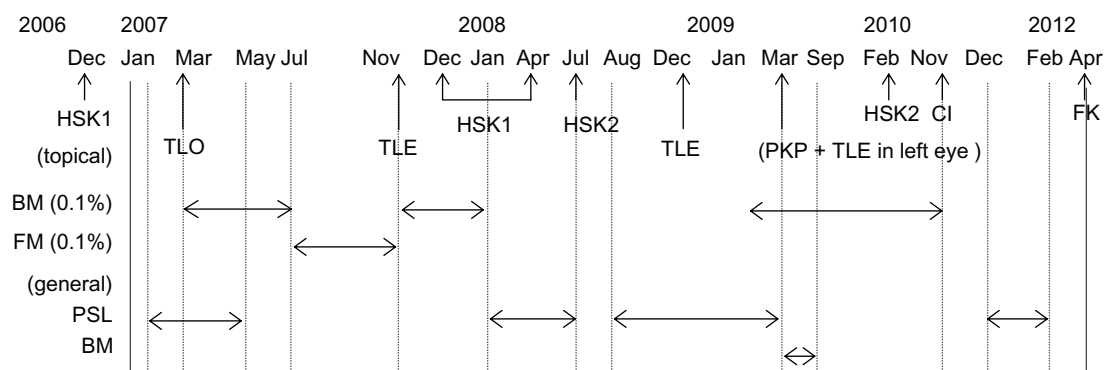 2006 2007 2008 2009 2010 2012
Dec Jan Mar May Jul Nov Dec Jan Apr Jul Aug Dec Jan Mar Sep Feb Nov Dec Feb Apr
HSK1 TLO TLE HSK1 HSK2 TLE (PKP + TLE in left eye ) HSK2 CI FK
(topical)
BM (0.1%)
FM (0.1%)
(general)
PSL
BM